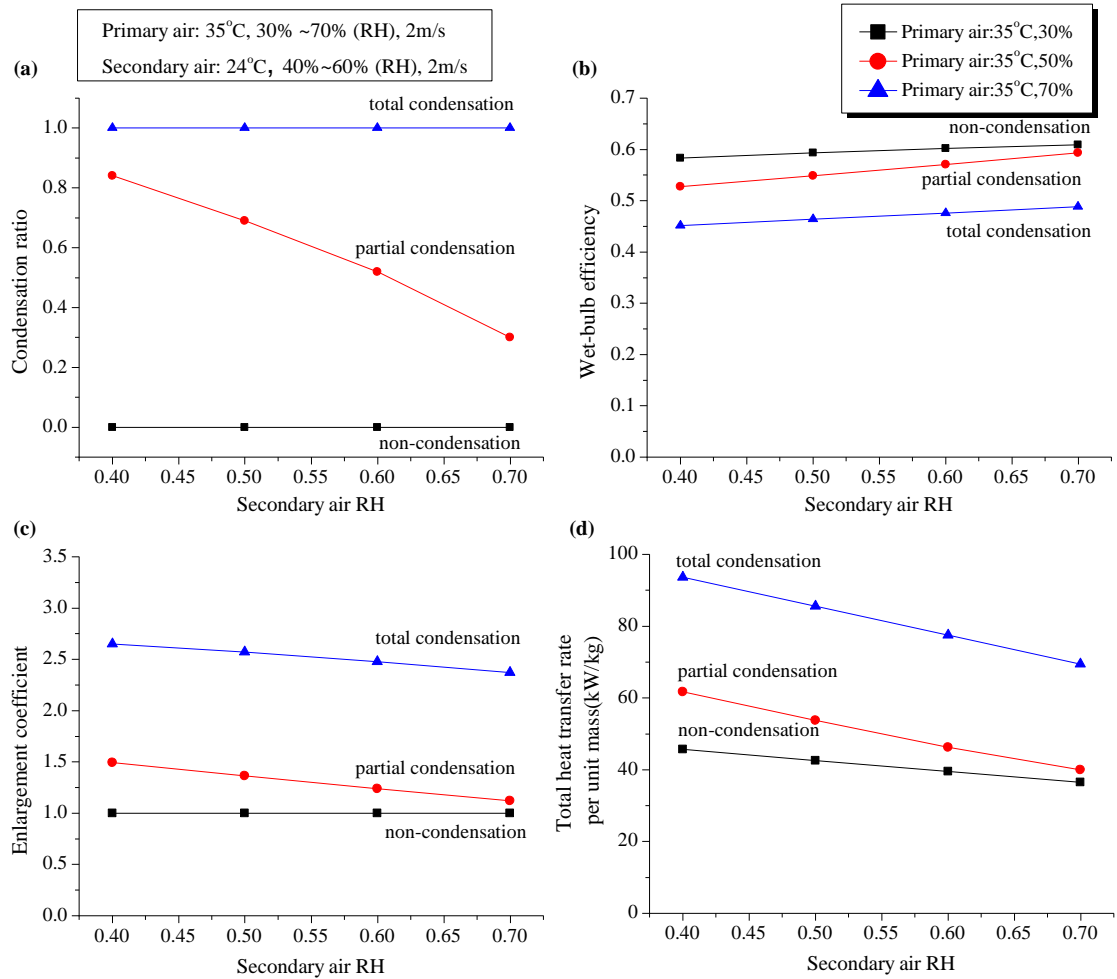 Primary air: 35°C, 30% ~70% (RH), 2m/s
Secondary air: 24°C, 40%~60% (RH), 2m/s
Primary air:35°C,30%
Primary air:35°C,50%
Primary air:35°C,70%
(a)
total condensation
partial condensation
non-condensation
Condensation ratio
1.0
0.8
0.6
0.4
0.2
0.0
0.40 0.45 0.50 0.55 0.60 0.65 0.70
Secondary air RH
(b)
non-condensation
partial condensation
total condensation
Wet-bulb efficiency
0.7
0.6
0.5
0.4
0.3
0.2
0.1
0.0
0.40 0.45 0.50 0.55 0.60 0.65 0.70
Secondary air RH
(c)
total condensation
partial condensation
non-condensation
Enlargement coefficient
3.5
3.0
2.5
2.0
1.5
1.0
0.5
0.0
0.40 0.45 0.50 0.55 0.60 0.65 0.70
Secondary air RH
(d)
total condensation
partial condensation
non-condensation
Total heat transfer rate
per unit mass(kW/kg)
100
80
60
40
20
0
0.40 0.45 0.50 0.55 0.60 0.65 0.70
Secondary air RH